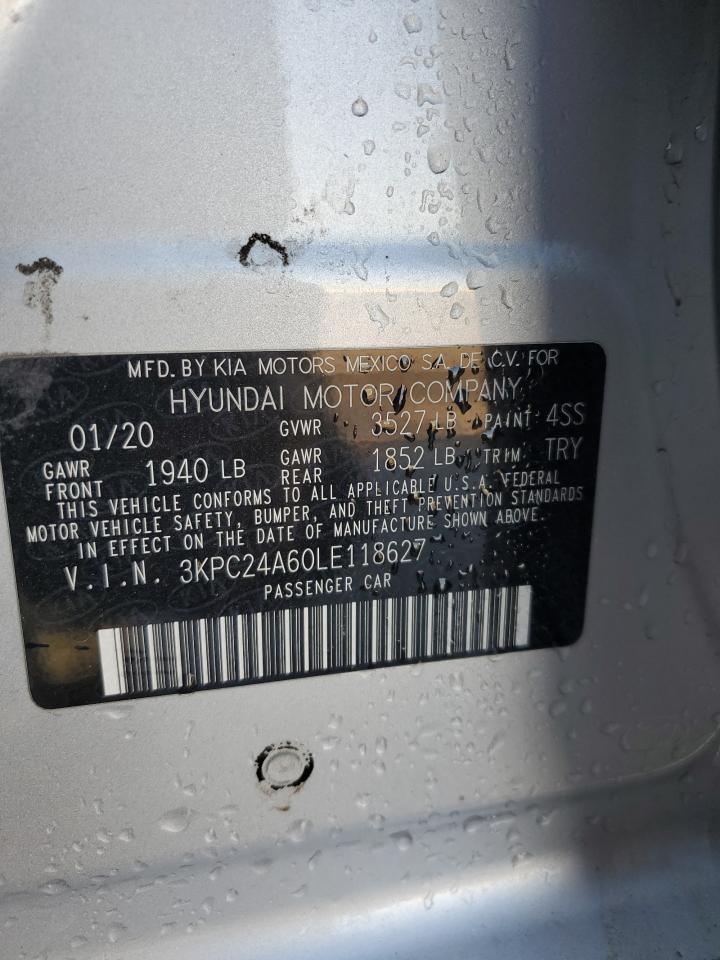 MFD. BY KIA MOTORS MEXICO S.A. DE C.V. FOR
HYUNDAI MOTOR COMPANY
01/20 GVWR 3527 LB PAINT 4SS
GAWR FRONT 1940 LB GAWR REAR 1852 LB TRIM TRY
THIS VEHICLE CONFORMS TO ALL APPLICABLE U.S.A. FEDERAL
MOTOR VEHICLE SAFETY, BUMPER, AND THEFT PREVENTION STANDARDS
IN EFFECT ON THE DATE OF MANUFACTURE SHOWN ABOVE.
V.I.N. 3KPC24A60LE118627
PASSENGER CAR